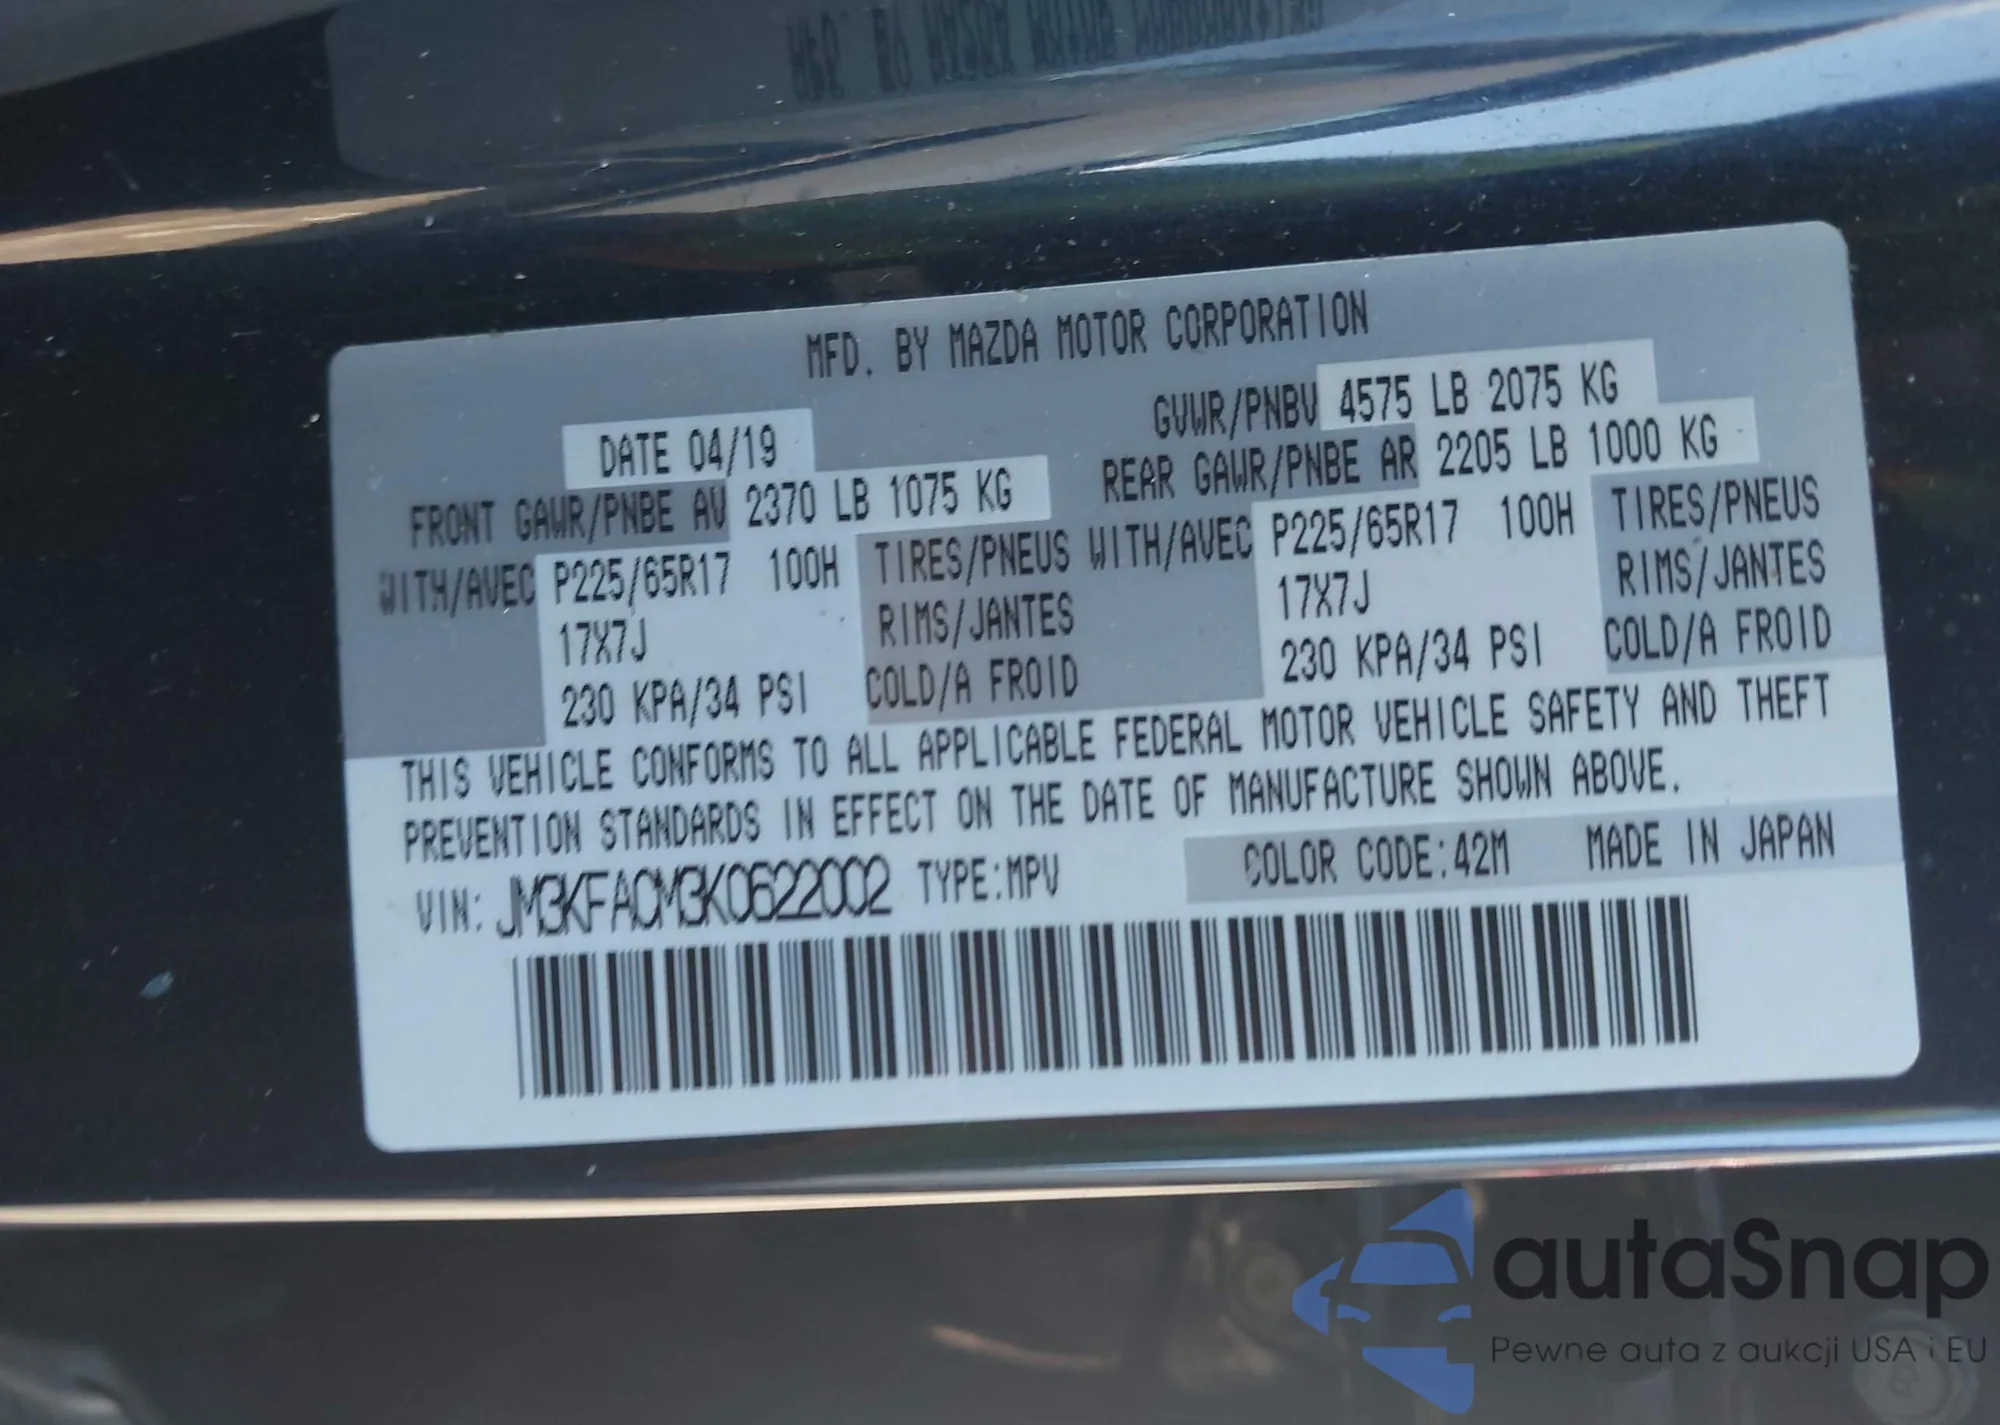 MFD. BY MAZDA MOTOR CORPORATION
DATE 04/19 GVWR/PNBV 4575 LB 2075 KG
FRONT GAWR/PNBE AV 2370 LB 1075 KG REAR GAWR/PNBE AR 2205 LB 1000 KG
WITH/AVEC P225/65R17 100H TIRES/PNEUS WITH/AVEC P225/65R17 100H TIRES/PNEUS
17X7J RIMS/JANTES 17X7J RIMS/JANTES
230 KPA/34 PSI COLD/A FROID 230 KPA/34 PSI COLD/A FROID
THIS VEHICLE CONFORMS TO ALL APPLICABLE FEDERAL MOTOR VEHICLE SAFETY AND THEFT
PREVENTION STANDARDS IN EFFECT ON THE DATE OF MANUFACTURE SHOWN ABOVE.
VIN: JM3KFACM3K0622002 TYPE:MPV COLOR CODE:42M MADE IN JAPAN
autaSnap
Pewne auta z aukcji USA i EU